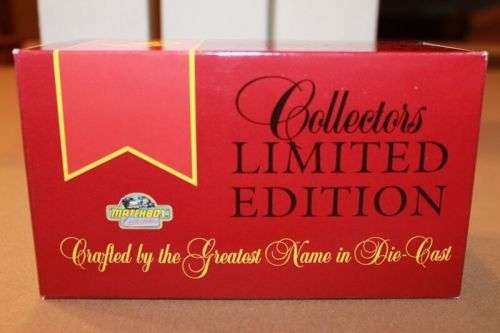 Collectors
LIMITED
EDITION
MATCHBOX
Crafted by the Greatest Name in Die-Cast